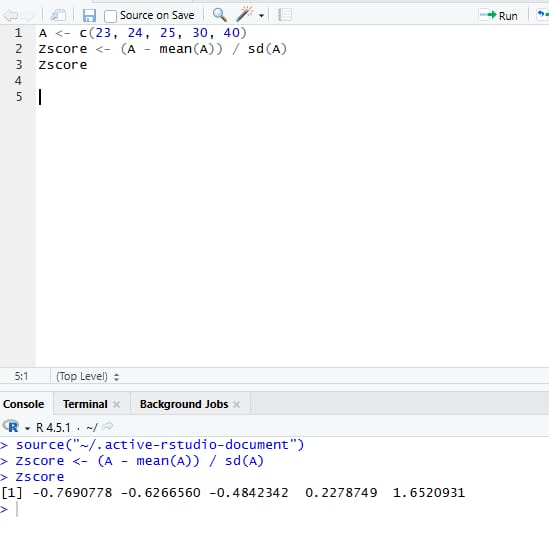 Source on Save
Run
1 A <- c(23, 24, 25, 30, 40)
2 Zscore <- (A - mean(A)) / sd(A)
3 Zscore
4
5
5:1 (Top Level)
Console Terminal Background Jobs
R R 4.5.1 · ~/
> source("~/.active-rstudio-document")
> Zscore <- (A - mean(A)) / sd(A)
> Zscore
[1] -0.7690778 -0.6266560 -0.4842342  0.2278749  1.6520931
>